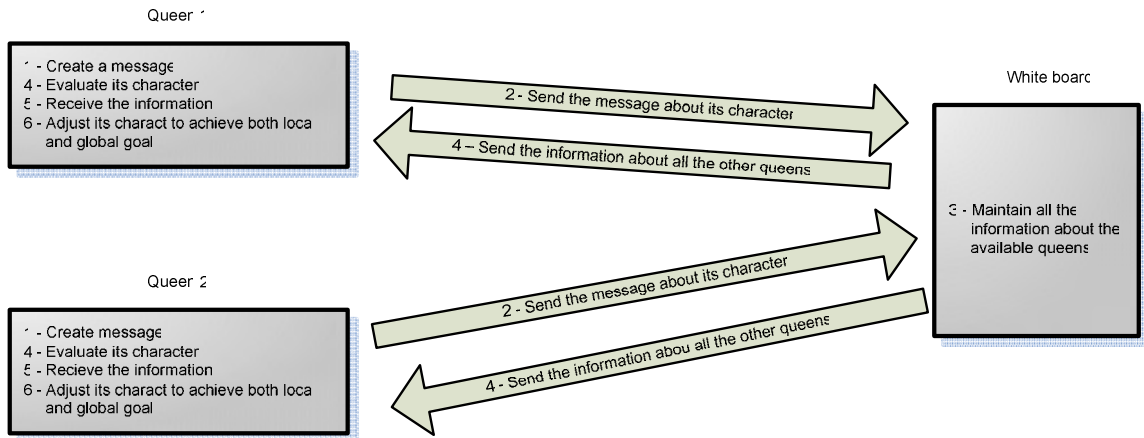 Queen 1
1 - Create a message
4 - Evaluate its character
5 - Receive the information
6 - Adjust its charact to achieve both loca
and global goal
2 - Send the message about its character
4 – Send the information about all the other queens
White board
3 - Maintain all the
information about the
available queens
Queen 2
1 - Create message
4 - Evaluate its character
5 - Recieve the information
6 - Adjust its charact to achieve both loca
and global goal
2 - Send the message about its character
4 - Send the information abou all the other queens